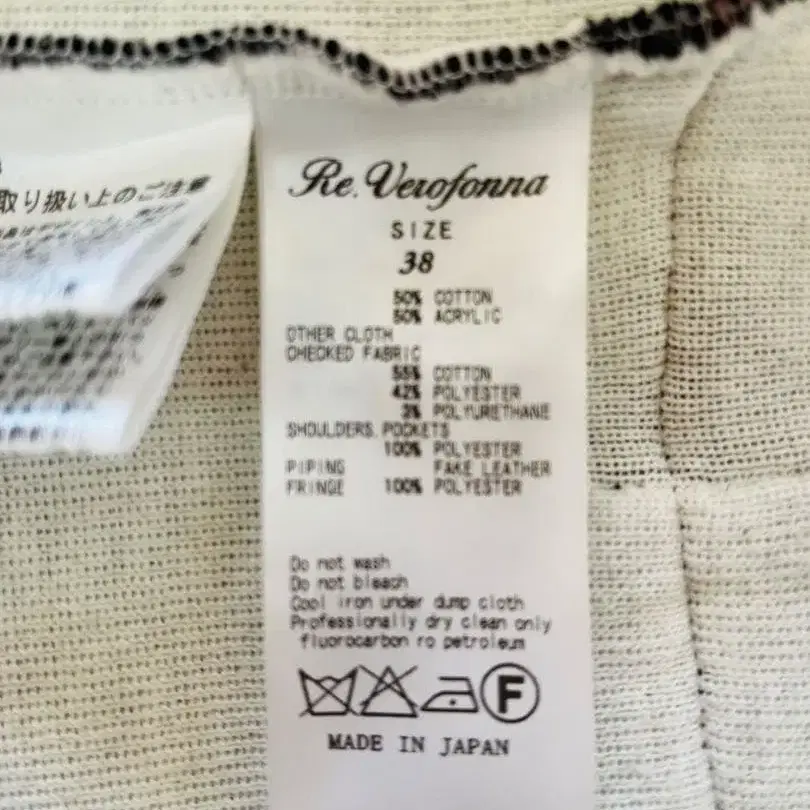 取り扱い上のご注意
Re. Verofonna
SIZE
38
50% COTTON
50% ACRYLIC
OTHER CLOTH
CHECKED FABRIC
55% COTTON
42% POLYESTER
3% POLYURETHANE
SHOULDERS.POCKETS
100% POLYESTER
PIPING FAKE LEATHER
FRINGE 100% POLYESTER
Do not wash
Do not bleach
Cool iron under dump cloth
Professionally dry clean only
fluorocarbon ro petroleum
F
MADE IN JAPAN